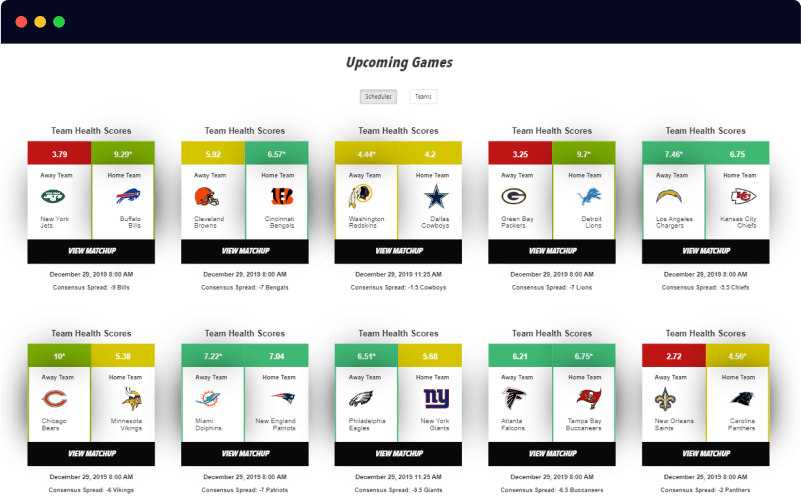 Upcoming Games
Schedules Teams
Team Health Scores
3.79 9.29*
Away Team Home Team
New York Buffalo
Jets Bills
VIEW MATCHUP
December 29, 2019 8:00 AM
Consensus Spread: -9 Bills
Team Health Scores
5.92 6.57*
Away Team Home Team
Cleveland Cincinnati
Browns Bengals
VIEW MATCHUP
December 29, 2019 8:00 AM
Consensus Spread: -7 Bengals
Team Health Scores
4.44* 4.2
Away Team Home Team
Washington Dallas
Redskins Cowboys
VIEW MATCHUP
December 29, 2019 11:25 AM
Consensus Spread: -1.5 Cowboys
Team Health Scores
3.25 9.7*
Away Team Home Team
Green Bay Detroit
Packers Lions
VIEW MATCHUP
December 29, 2019 8:00 AM
Consensus Spread: -7 Lions
Team Health Scores
7.46* 6.75
Away Team Home Team
Los Angeles Kansas City
Chargers Chiefs
VIEW MATCHUP
December 29, 2019 8:00 AM
Consensus Spread: -5.5 Chiefs
Team Health Scores
10* 5.38
Away Team Home Team
Chicago Minnesota
Bears Vikings
VIEW MATCHUP
December 29, 2019 8:00 AM
Consensus Spread: -6 Vikings
Team Health Scores
7.22* 7.04
Away Team Home Team
Miami New England
Dolphins Patriots
VIEW MATCHUP
December 29, 2019 8:00 AM
Consensus Spread: -7 Patriots
Team Health Scores
6.51* 5.60
Away Team Home Team
Philadelphia New York
Eagles Giants
VIEW MATCHUP
December 29, 2019 11:25 AM
Consensus Spread: -9.5 Giants
Team Health Scores
6.21 6.75*
Away Team Home Team
Atlanta Tampa Bay
Falcons Buccaneers
VIEW MATCHUP
December 29, 2019 8:00 AM
Consensus Spread: -6.5 Buccaneers
Team Health Scores
2.72 4.56*
Away Team Home Team
New Orleans Carolina
Saints Panthers
VIEW MATCHUP
December 29, 2019 8:00 AM
Consensus Spread: -2 Panthers